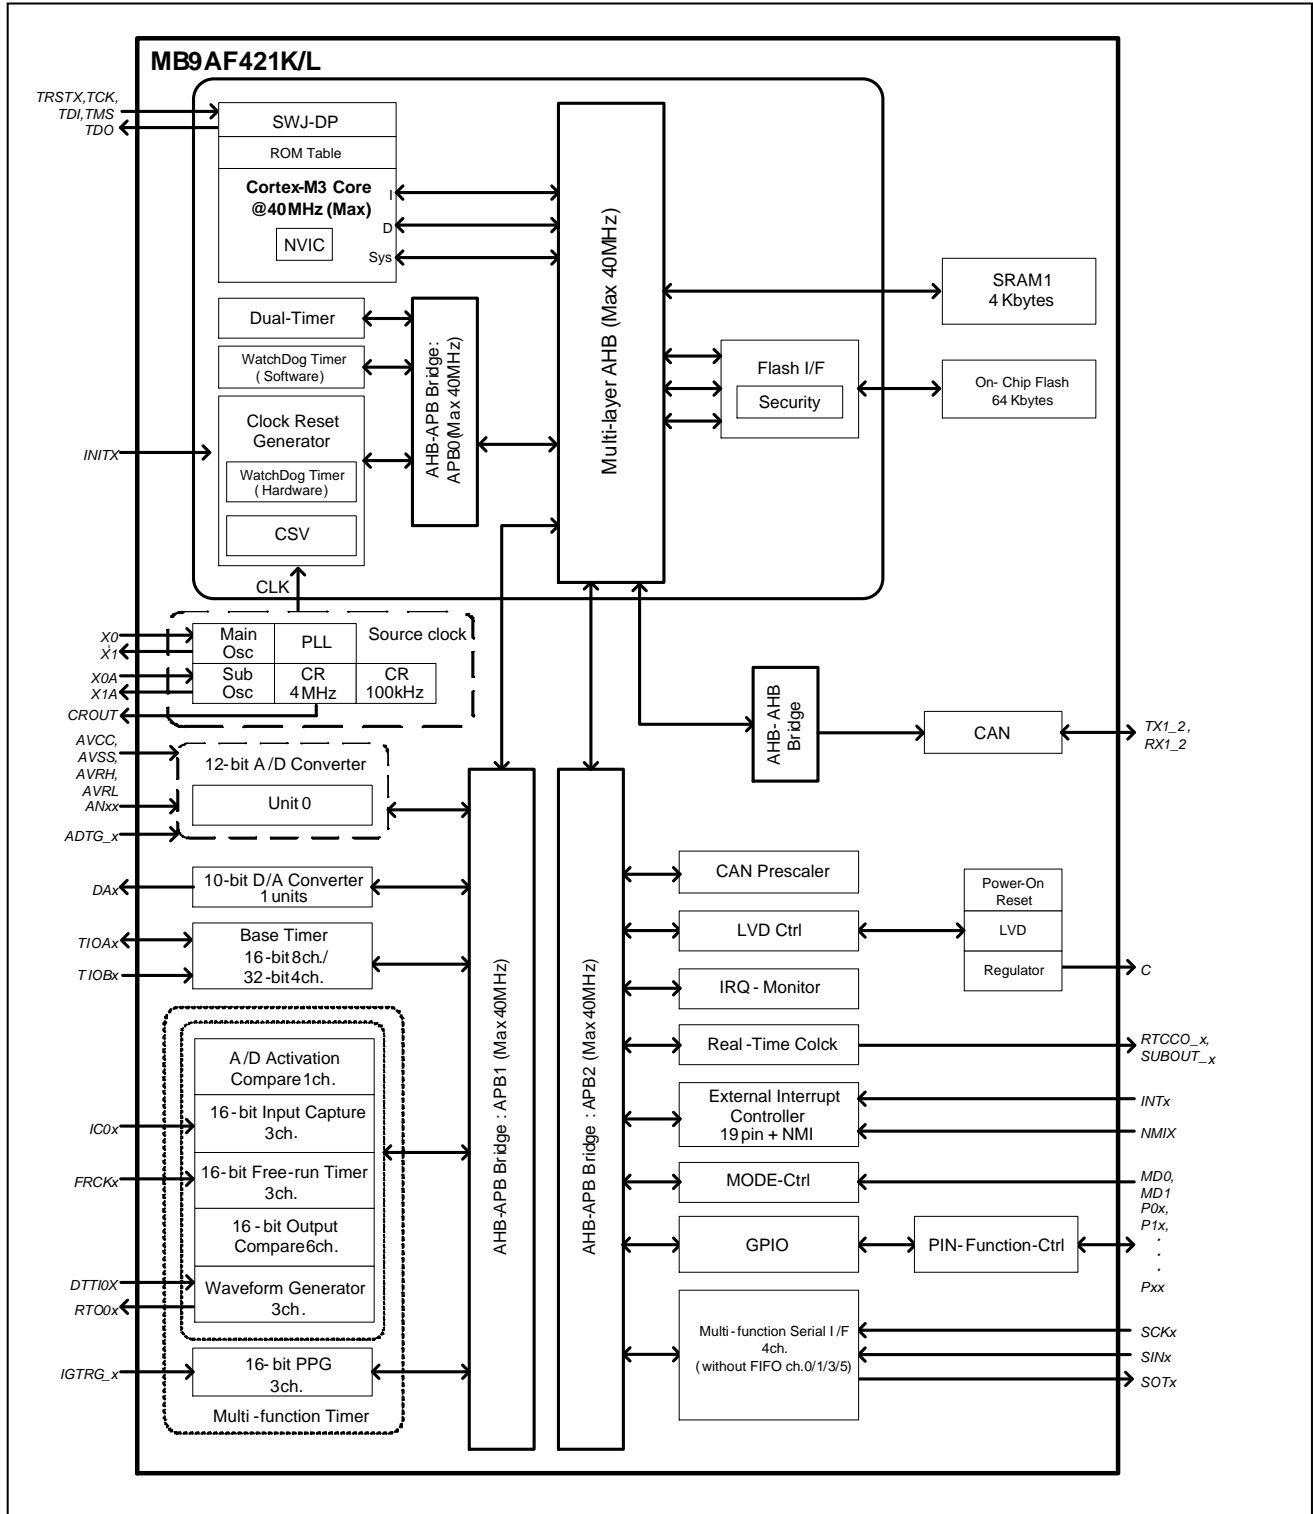 MB9AF421K/L
TRSTX,TCK,
TDI,TMS
TDO
SWJ-DP
ROM Table
Cortex-M3 Core
@40MHz (Max)
NVIC
I
D
Sys
Dual-Timer
WatchDog Timer
(Software)
Clock Reset
Generator
WatchDog Timer
(Hardware)
CSV
INITX
CLK
AHB-APB Bridge:
APB0(Max 40MHz)
Multi-layer AHB (Max 40MHz)
SRAM1
4 Kbytes
Flash I/F
Security
On-Chip Flash
64 Kbytes
X0
X1
X0A
X1A
CROUT
Main
Osc
PLL
Source clock
Sub
Osc
CR
4MHz
CR
100kHz
AHB-AHB
Bridge
CAN
TX1_2,
RX1_2
AVCC,
AVSS,
AVRH,
AVRL
ANxx
ADTG_x
12-bit A/D Converter
Unit 0
DAx
10-bit D/A Converter
1units
TIOAx
TIOBx
Base Timer
16-bit 8ch./
32-bit 4ch.
A/D Activation
Compare 1ch.
IC0x
16-bit Input Capture
3ch.
FRCKx
16-bit Free-run Timer
3ch.
16-bit Output
Compare 6ch.
DTTI0X
RTO0x
Waveform Generator
3ch.
IGTRG_x
16-bit PPG
3ch.
Multi-function Timer
AHB-APB Bridge : APB1 (Max 40MHz)
AHB-APB Bridge : APB2 (Max 40MHz)
CAN Prescaler
LVD Ctrl
Power-On
Reset
LVD
Regulator
C
IRQ-Monitor
Real-Time Colck
RTCCO_x,
SUBOUT_x
External Interrupt
Controller
19pin + NMI
INTx
NMIX
MODE-Ctrl
MD0,
MD1
GPIO
PIN-Function-Ctrl
P0x,
P1x,
.
.
.
Pxx
Multi-function Serial I/F
4ch.
(without FIFO ch.0/1/3/5)
SCKx
SINx
SOTx